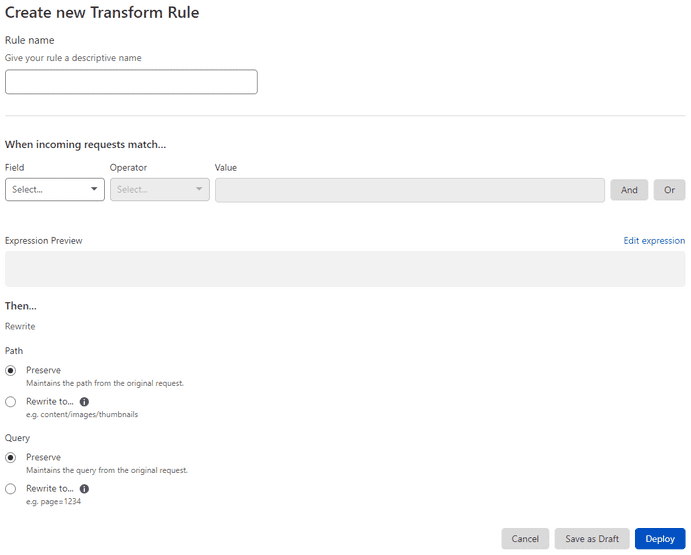 Create new Transform Rule
Rule name
Give your rule a descriptive name
When incoming requests match...
Field Operator Value
Select... Select... And Or
Expression Preview Edit expression
Then...
Rewrite
Path
Preserve
Maintains the path from the original request.
Rewrite to...
e.g. content/images/thumbnails
Query
Preserve
Maintains the query from the original request.
Rewrite to...
e.g. page=1234
Cancel Save as Draft Deploy